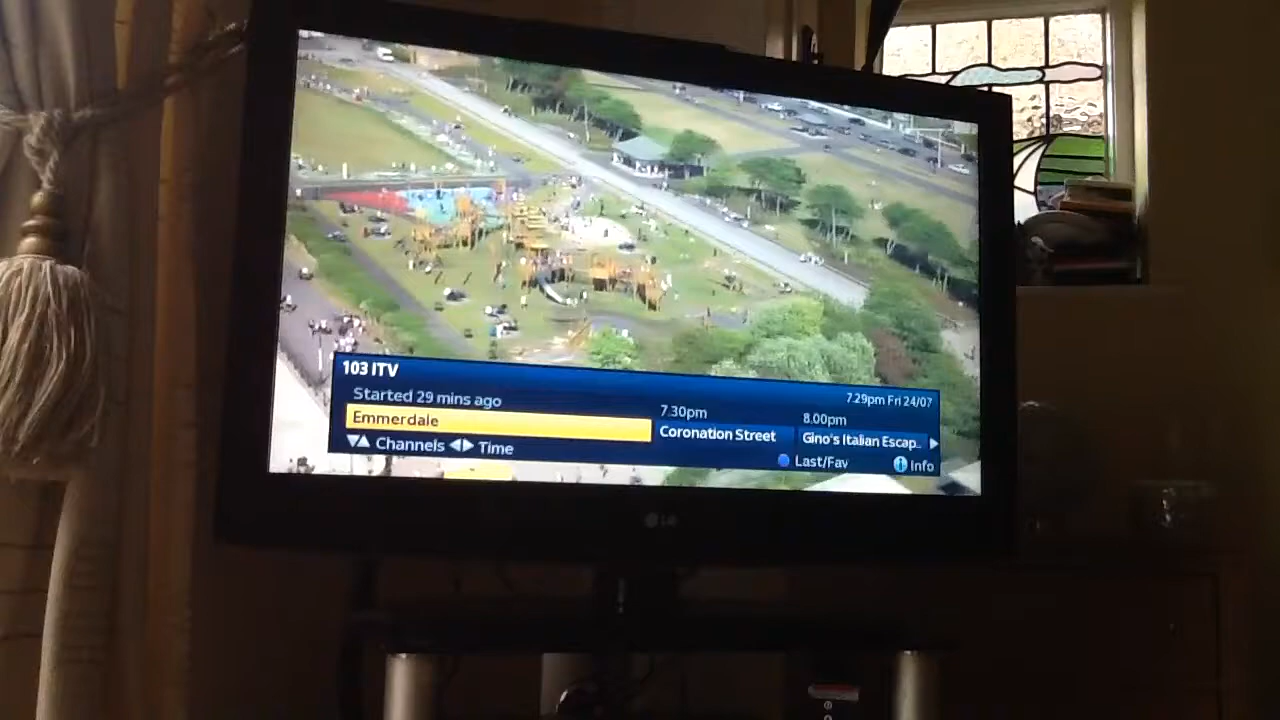 103 ITV
7.29pm Fri 24/07
Started 29 mins ago
7.30pm
8.00pm
Emmerdale
Coronation Street
Gino's Italian Escap..
Channels
Time
Last/Fav
i Info
LG